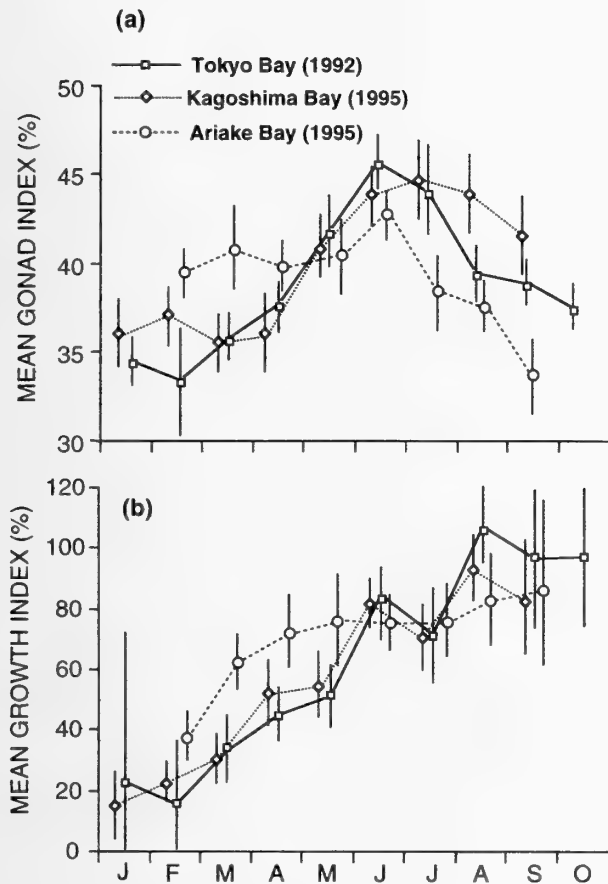 (a)
Tokyo Bay (1992)
Kagoshima Bay (1995)
Ariake Bay (1995)
MEAN GONAD INDEX (%)
50
45
40
35
30
(b)
MEAN GROWTH INDEX (%)
120
100
80
60
40
20
0
J F M A M J J A S O